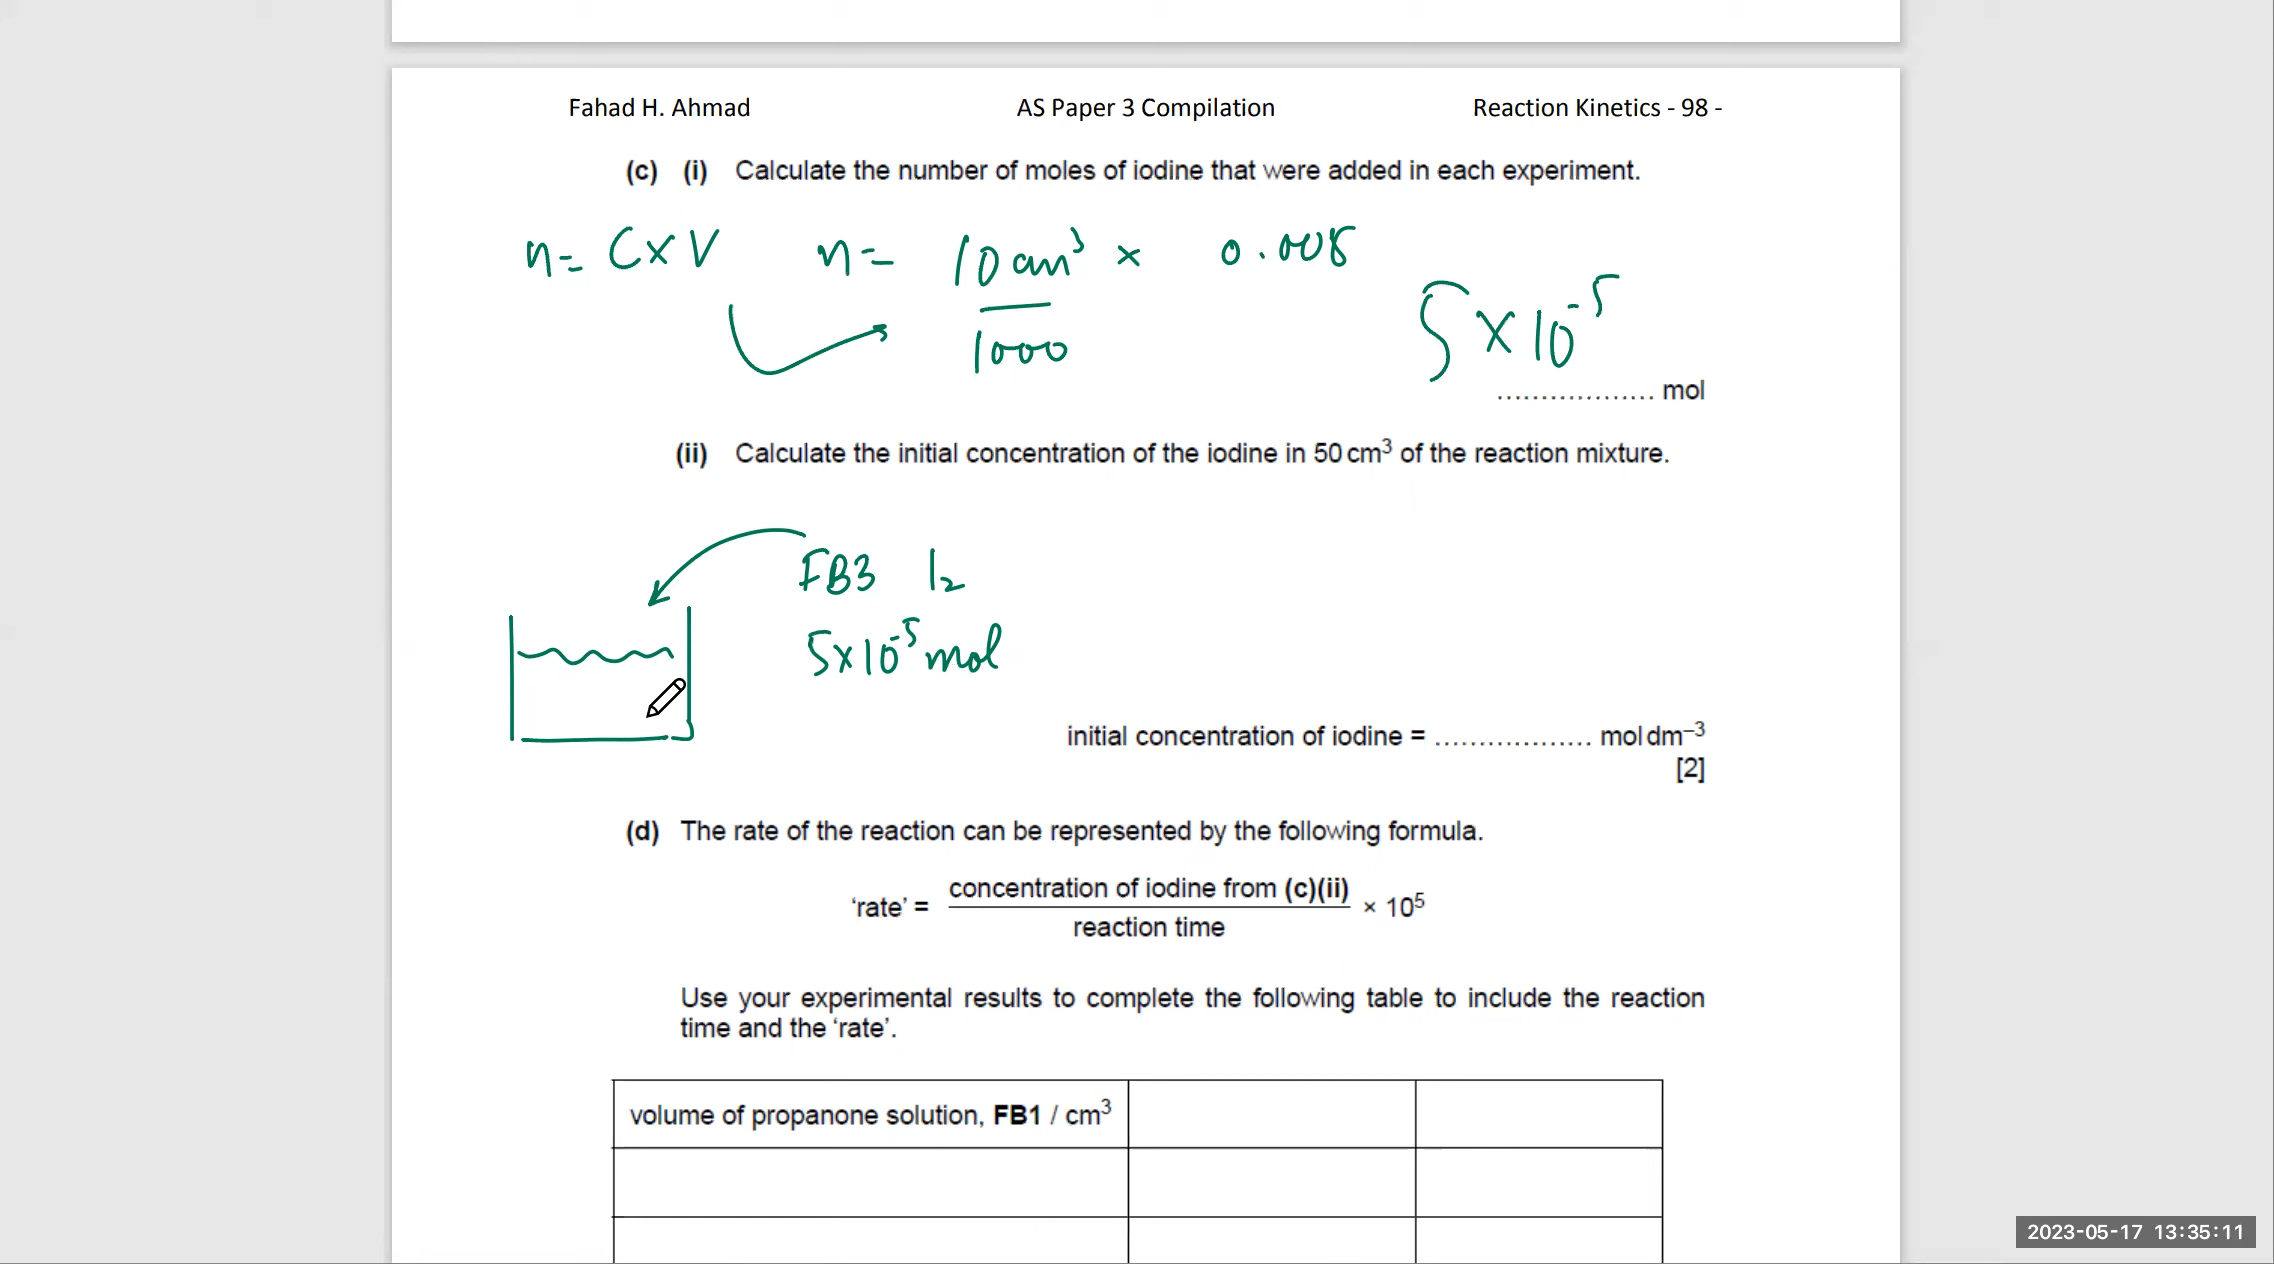 Fahad H. Ahmad AS Paper 3 Compilation Reaction Kinetics - 98 -
(c) (i) Calculate the number of moles of iodine that were added in each experiment.
n = C × V n = 10 cm³ × 0.008
1000
5 × 10⁻⁵
.................. mol
(ii) Calculate the initial concentration of the iodine in 50 cm³ of the reaction mixture.
FB3 I₂
5×10⁻⁵ mol
initial concentration of iodine = .................. mol dm⁻³
[2]
(d) The rate of the reaction can be represented by the following formula.
‘rate’ = concentration of iodine from (c)(ii) × 10⁵
reaction time
Use your experimental results to complete the following table to include the reaction
time and the ‘rate’.
volume of propanone solution, FB1 / cm³
2023-05-17 13:35:11